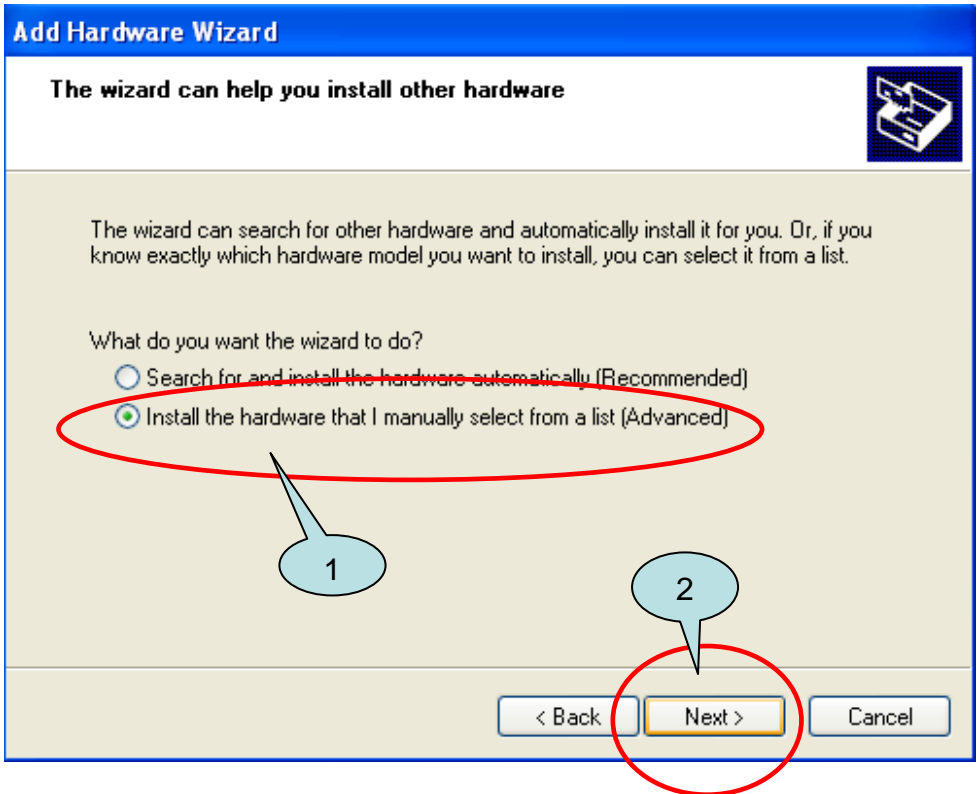 Add Hardware Wizard
The wizard can help you install other hardware
The wizard can search for other hardware and automatically install it for you. Or, if you
know exactly which hardware model you want to install, you can select it from a list.
What do you want the wizard to do?
Search for and install the hardware automatically (Recommended)
Install the hardware that I manually select from a list (Advanced)
1
2
< Back
Next >
Cancel